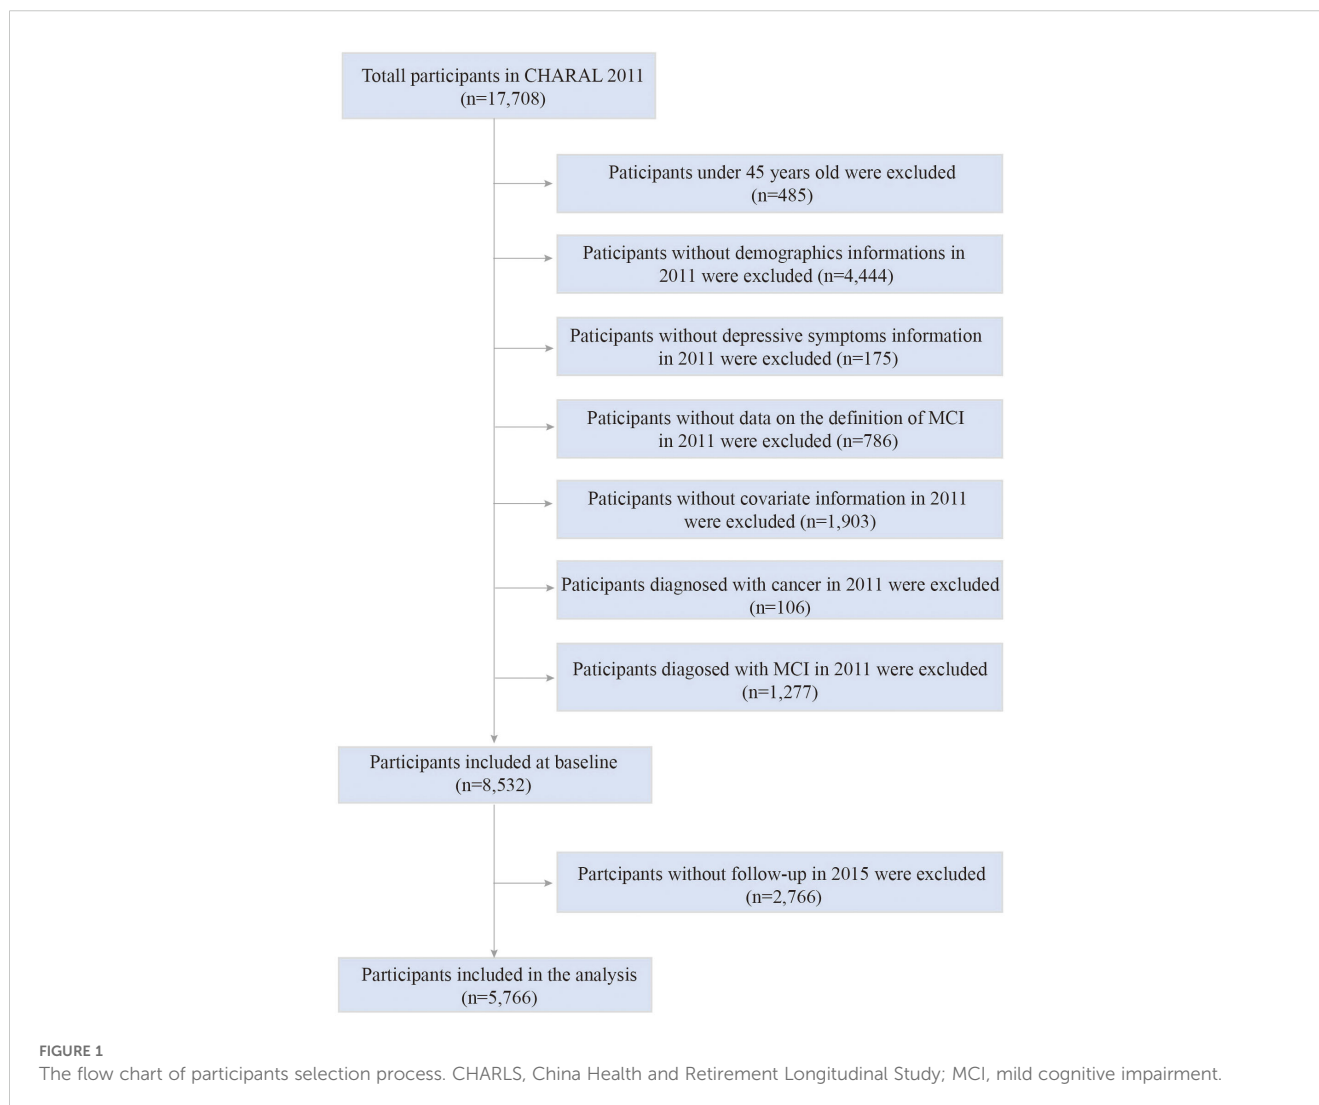 Totall participants in CHARAL 2011
(n=17,708)
Paticipants under 45 years old were excluded
(n=485)
Paticipants without demographics informations in
2011 were excluded (n=4,444)
Paticipants without depressive symptoms information
in 2011 were excluded (n=175)
Paticipants without data on the definition of MCI
in 2011 were excluded (n=786)
Paticipants without covariate information in 2011
were excluded (n=1,903)
Paticipants diagnosed with cancer in 2011 were excluded
(n=106)
Paticipants diagosed with MCI in 2011 were excluded
(n=1,277)
Participants included at baseline
(n=8,532)
Partcipants without follow-up in 2015 were excluded
(n=2,766)
Participants included in the analysis
(n=5,766)
FIGURE 1
The flow chart of participants selection process. CHARLS, China Health and Retirement Longitudinal Study; MCI, mild cognitive impairment.